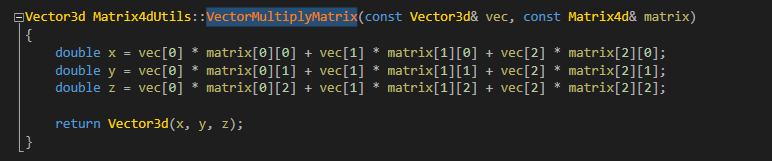 Vector3d Matrix4dUtils::VectorMultiplyMatrix(const Vector3d& vec, const Matrix4d& matrix)
{
    double x = vec[0] * matrix[0][0] + vec[1] * matrix[1][0] + vec[2] * matrix[2][0];
    double y = vec[0] * matrix[0][1] + vec[1] * matrix[1][1] + vec[2] * matrix[2][1];
    double z = vec[0] * matrix[0][2] + vec[1] * matrix[1][2] + vec[2] * matrix[2][2];

    return Vector3d(x, y, z);
}